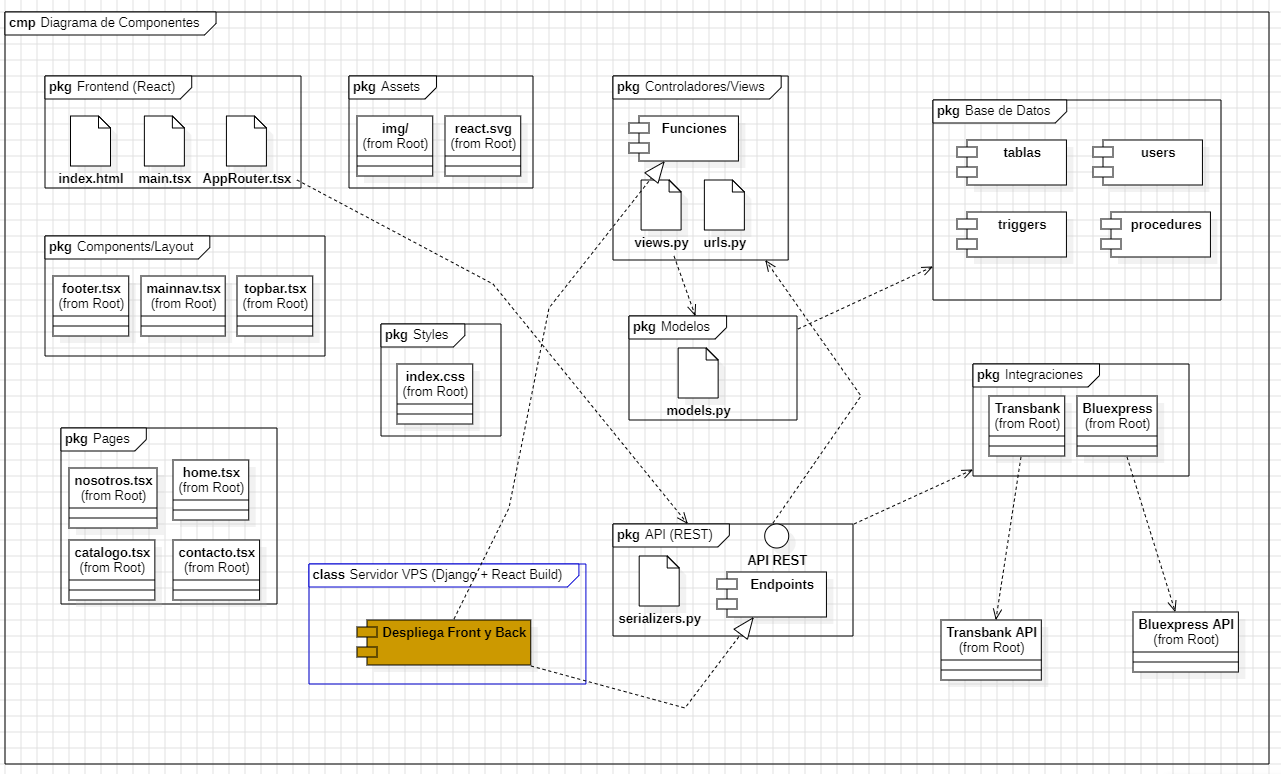 cmp Diagrama de Componentes
pkg Frontend (React)
index.html
main.tsx
AppRouter.tsx
pkg Assets
img/
(from Root)
react.svg
(from Root)
pkg Controladores/Views
Funciones
views.py
urls.py
pkg Base de Datos
tablas
users
triggers
procedures
pkg Components/Layout
footer.tsx
(from Root)
mainnav.tsx
(from Root)
topbar.tsx
(from Root)
pkg Styles
index.css
(from Root)
pkg Modelos
models.py
pkg Integraciones
Transbank
(from Root)
Bluexpress
(from Root)
pkg Pages
nosotros.tsx
(from Root)
home.tsx
(from Root)
catalogo.tsx
(from Root)
contacto.tsx
(from Root)
pkg API (REST)
API REST
serializers.py
Endpoints
class Servidor VPS (Django + React Build)
Despliega Front y Back
Transbank API
(from Root)
Bluexpress API
(from Root)